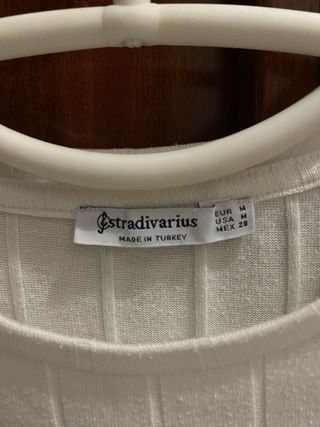 stradivarius
MADE IN TURKEY
EUR M
USA M
MEX 28